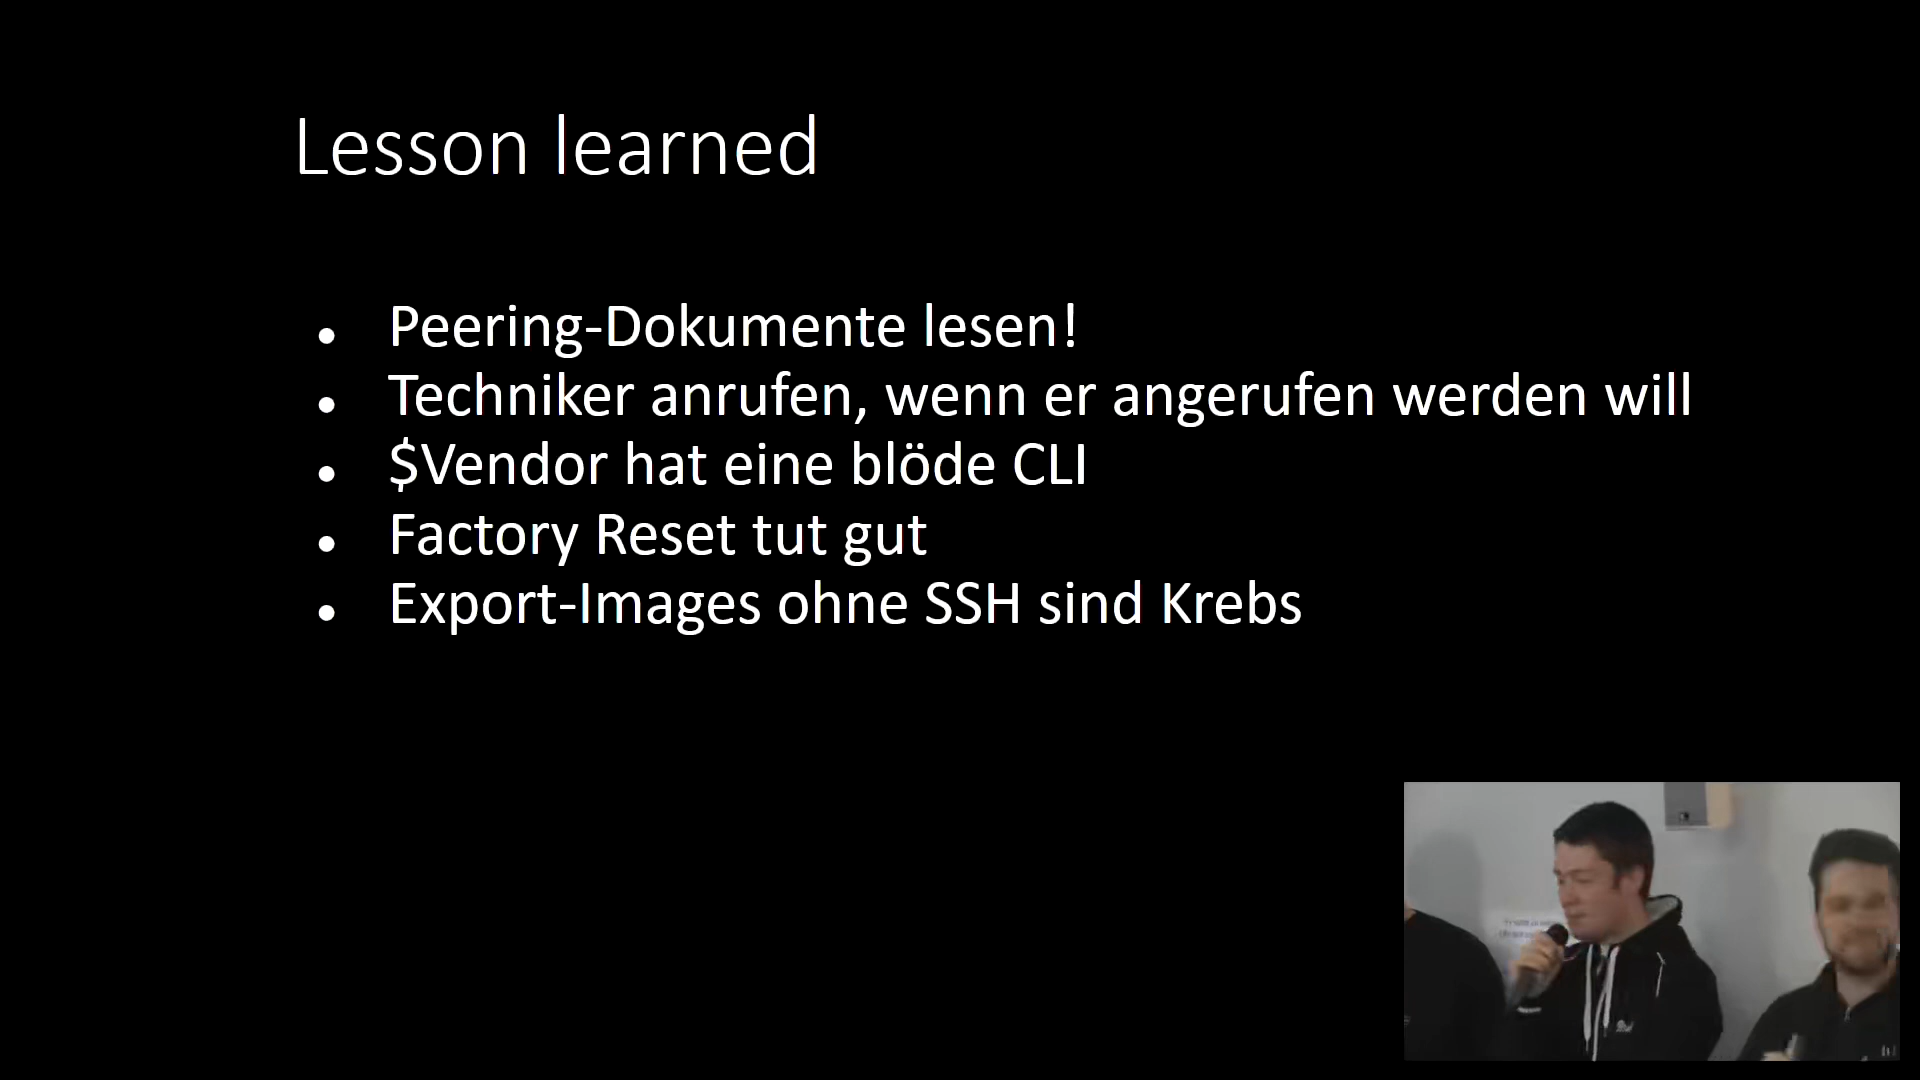 Lesson learned
Peering-Dokumente lesen!
Techniker anrufen, wenn er angerufen werden will
$Vendor hat eine blöde CLI
Factory Reset tut gut
Export-Images ohne SSH sind Krebs